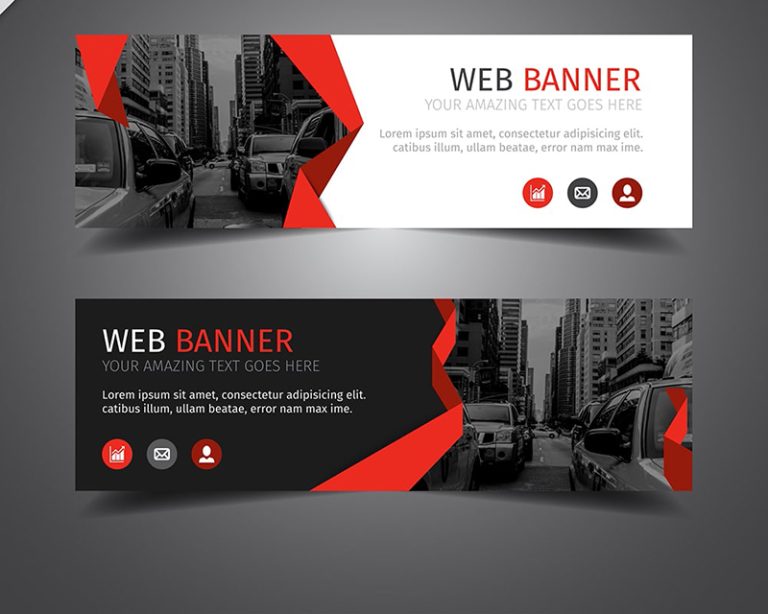 WEB BANNER
YOUR AMAZING TEXT GOES HERE
Lorem ipsum sit amet, consectetur adipisicing elit.
catibus illum, ullam beatae, rerum nam max ime.
WEB BANNER
YOUR AMAZING TEXT GOES HERE
Lorem ipsum sit amet, consectetur adipisicing elit.
catibus illum, ullam beatae, exerro nam max ime.